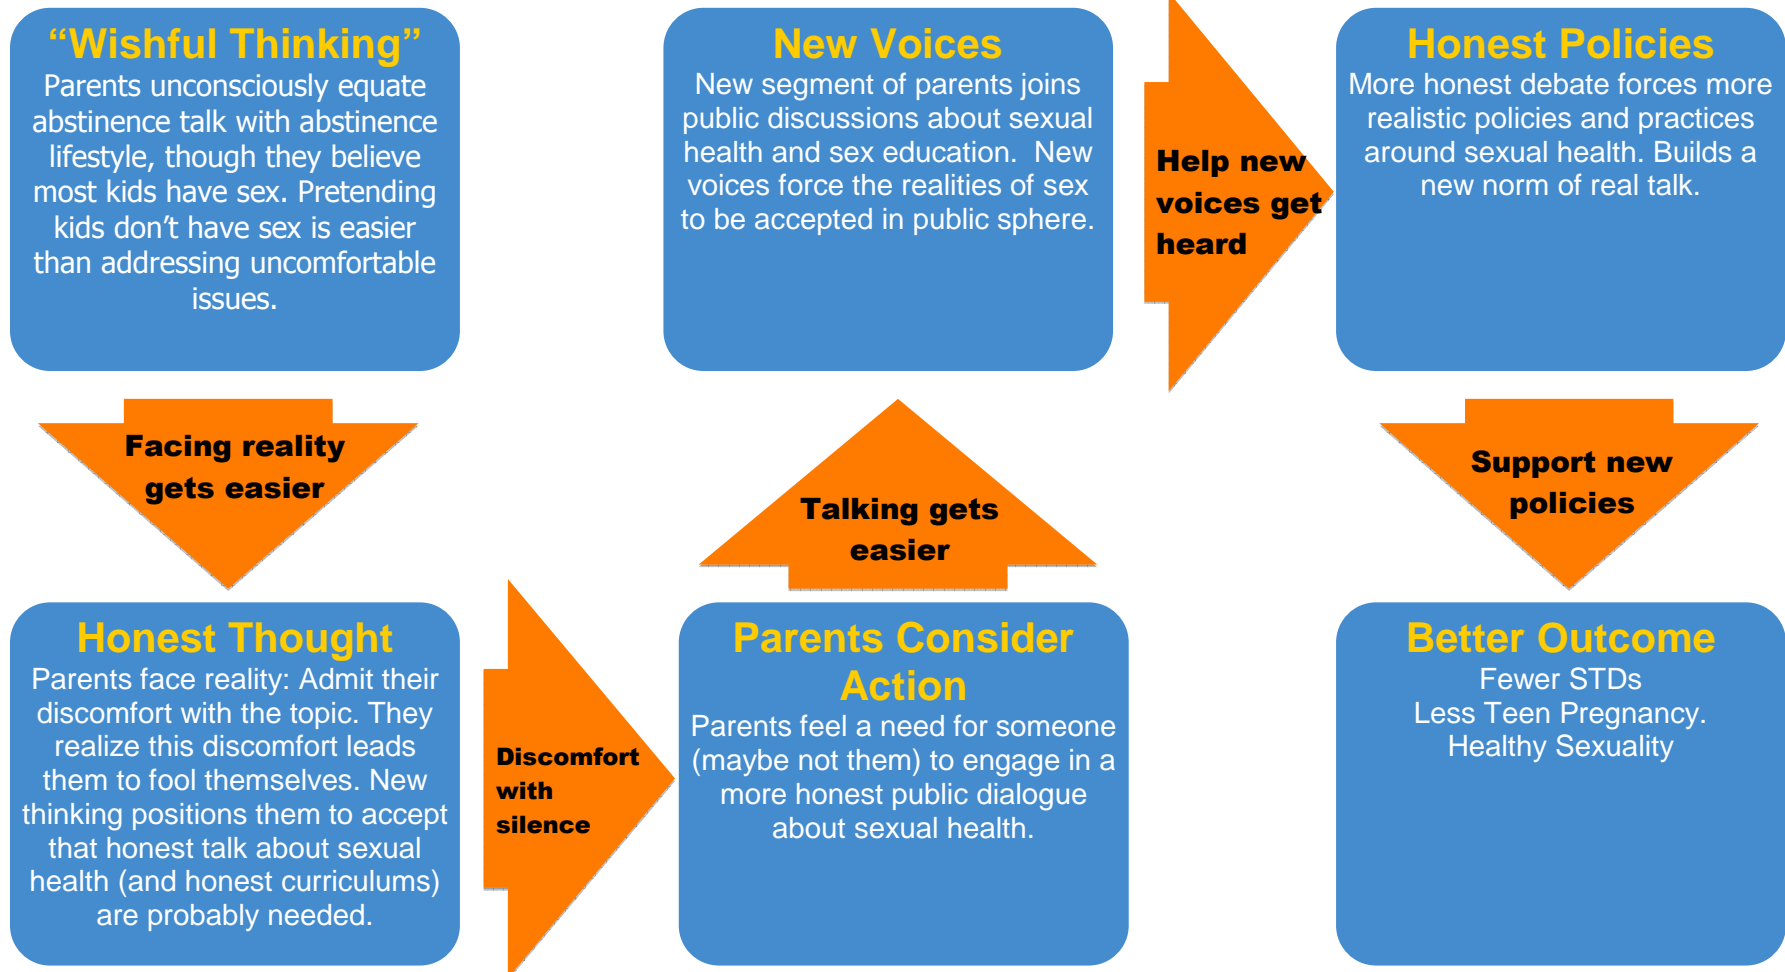 “Wishful Thinking”
Parents unconsciously equate
abstinence talk with abstinence
lifestyle, though they believe
most kids have sex. Pretending
kids don’t have sex is easier
than addressing uncomfortable
issues.
Facing reality
gets easier
Honest Thought
Parents face reality: Admit their
discomfort with the topic. They
realize this discomfort leads
them to fool themselves. New
thinking positions them to accept
that honest talk about sexual
health (and honest curriculums)
are probably needed.
Discomfort
with
silence
Parents Consider
Action
Parents feel a need for someone
(maybe not them) to engage in a
more honest public dialogue
about sexual health.
Talking gets
easier
New Voices
New segment of parents joins
public discussions about sexual
health and sex education.  New
voices force the realities of sex
to be accepted in public sphere.
Help new
voices get
heard
Honest Policies
More honest debate forces more
realistic policies and practices
around sexual health. Builds a
new norm of real talk.
Support new
policies
Better Outcome
Fewer STDs
Less Teen Pregnancy.
Healthy Sexuality